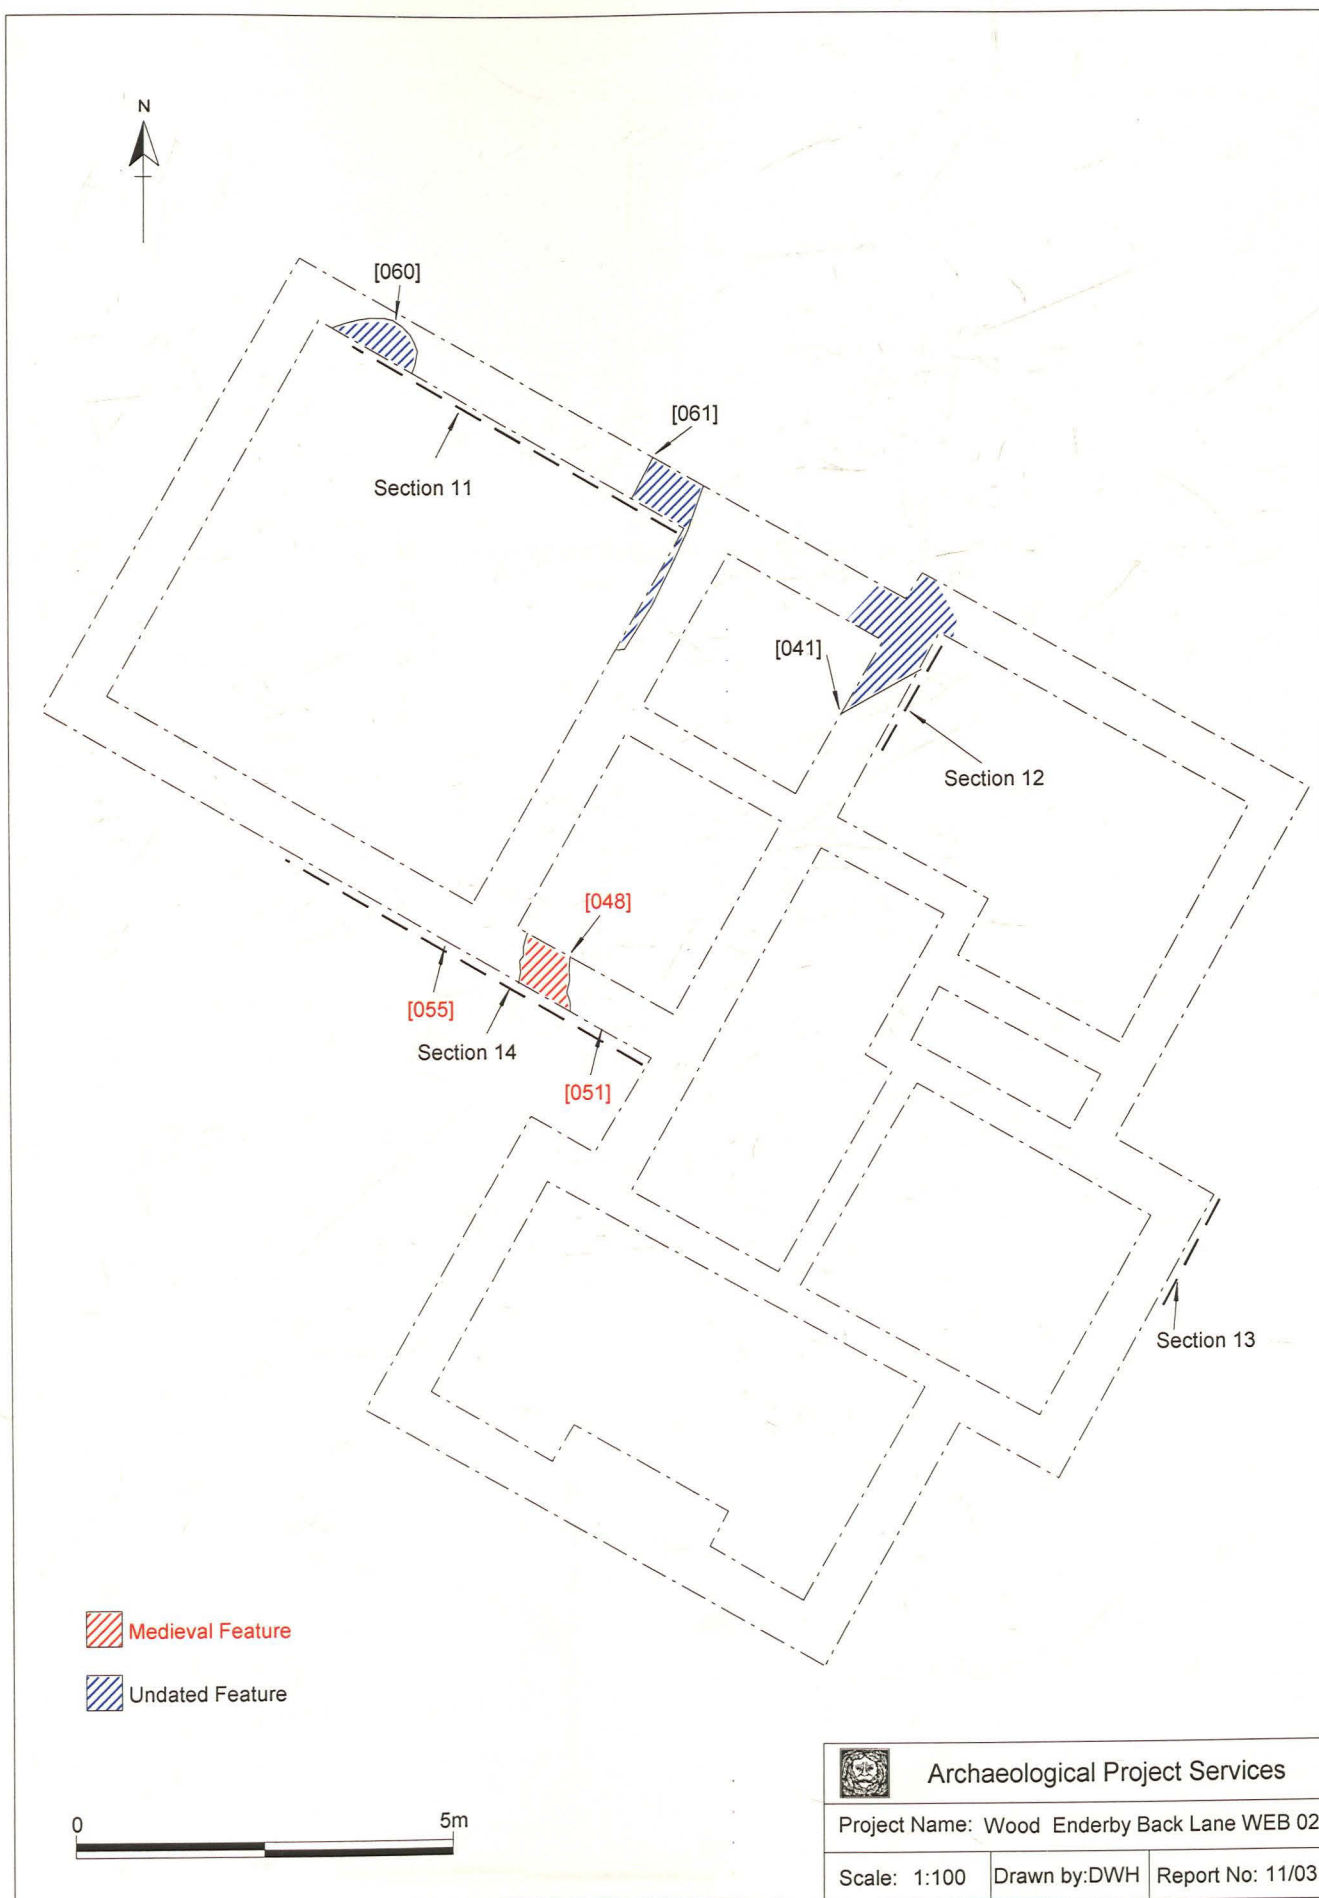 N
[060]
[061]
Section 11
[041]
Section 12
[048]
[055]
Section 14
[051]
Section 13
Medieval Feature
Undated Feature
0 5m
Archaeological Project Services
Project Name: Wood Enderby Back Lane WEB 02
Scale: 1:100 Drawn by:DWH Report No: 11/03